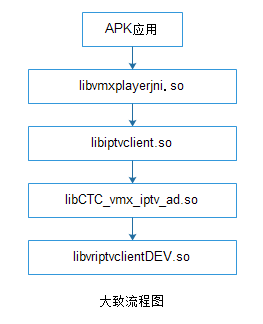 APK应用
libvmxplayerjni.so
libiptvclient.so
libCTC_vmx_iptv_ad.so
libvriptvclientDEV.so
大致流程图